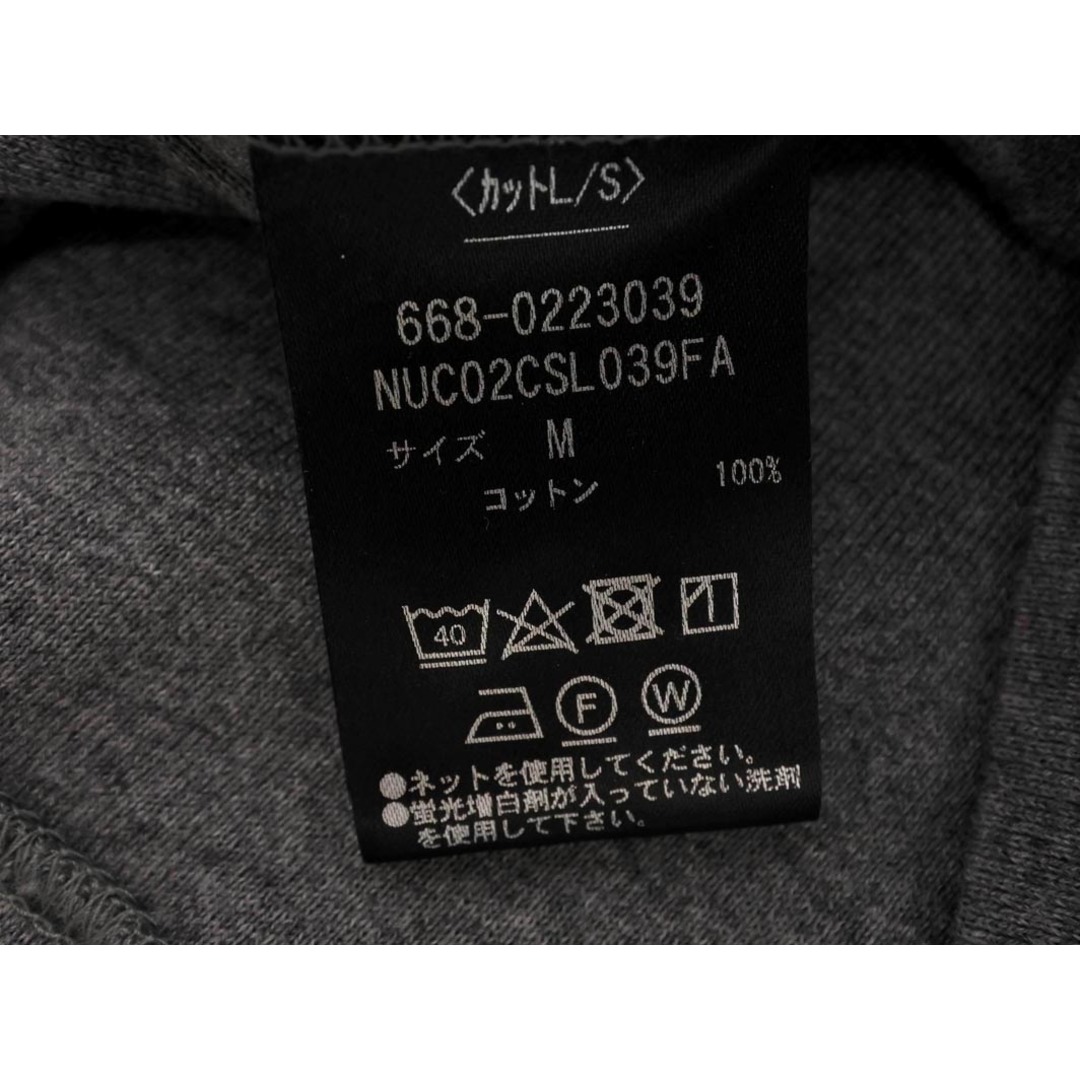 〈カットL/S〉
668-0223039
NUC02CSL039FA
サイズ M
コットン 100%
40
F W
●ネットを使用してください。
●蛍光増白剤が入っていない洗剤
を使用して下さい。